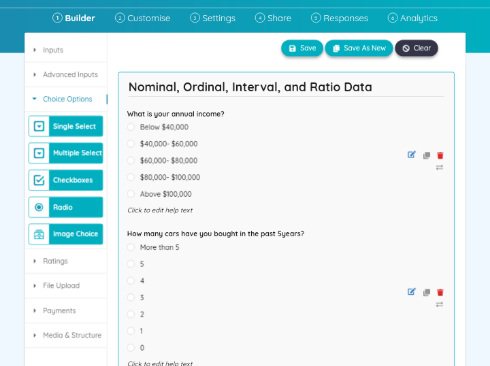 1 Builder 2 Customise 3 Settings 4 Share 5 Responses 6 Analytics
Save Save As New Clear
Inputs
Advanced Inputs
Choice Options
Single Select
Multiple Select
Checkboxes
Radio
Image Choice
Ratings
File Upload
Payments
Media & Structure
Nominal, Ordinal, Interval, and Ratio Data
What is your annual income?
Below $40,000
$40,000- $60,000
$60,000- $80,000
$80,000- $100,000
Above $100,000
Click to edit help text
How many cars have you bought in the past 5years?
More than 5
5
4
3
2
1
0
Click to edit help text